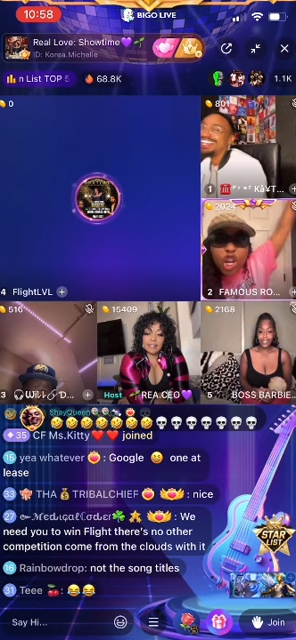 10:58
BIGO LIVE
Real Love: Showtime💜
ID: Korea.Michelle
n List TOP 5
68.8K
1.1K
0
801
1
2024
4 FlightLVL
2 FAMOUS RO...
516
15409
2168
3
Host REA.CEO💜
5 BOSS BARBIE...
ShayQueen
🤣🤣🤣🤣🤣🤣💀💀💀💀💀💀💀💀
35 CF Ms.Kitty❤️❤️ joined
15 yea whatever : Google 😆 one at
lease
33 THA 💰 TRIBALCHIEF : nice
27 Medical Coder☘️ : We
need you to win Flight there's no other
competition come from the clouds with it
16 Rainbowdrop: not the song titles
31 Teee 🍒: 😂😂
STAR
LIST
Say Hi...
Join